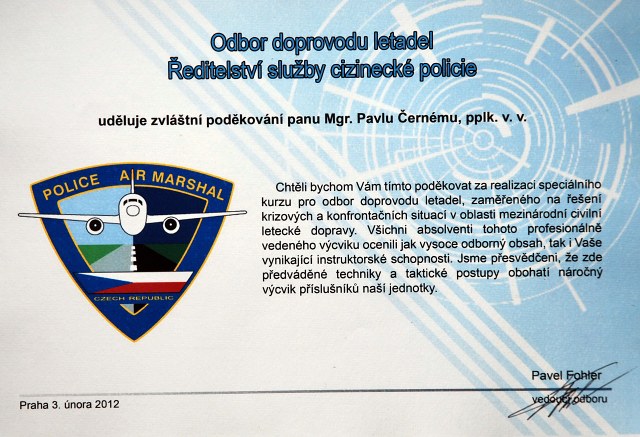 Odbor doprovodu letadel
Ředitelství služby cizinecké policie
uděluje zvláštní poděkování panu Mgr. Pavlu Černému, pplk. v. v.
POLICE AIR MARSHAL
CZECH REPUBLIC
Chtěli bychom Vám tímto poděkovat za realizaci speciálního
kurzu pro odbor doprovodu letadel, zaměřeného na řešení
krizových a konfrontačních situací v oblasti mezinárodní civilní
letecké dopravy. Všichni absolventi tohoto profesionálně
vedeného výcviku ocenili jak vysoce odborný obsah, tak i Vaše
vynikající instruktorské schopnosti. Jsme přesvědčeni, že zde
předváděné techniky a taktické postupy obohatí náročný
výcvik příslušníků naší jednotky.
Pavel Fohler
vedoucí odboru
Praha 3. února 2012